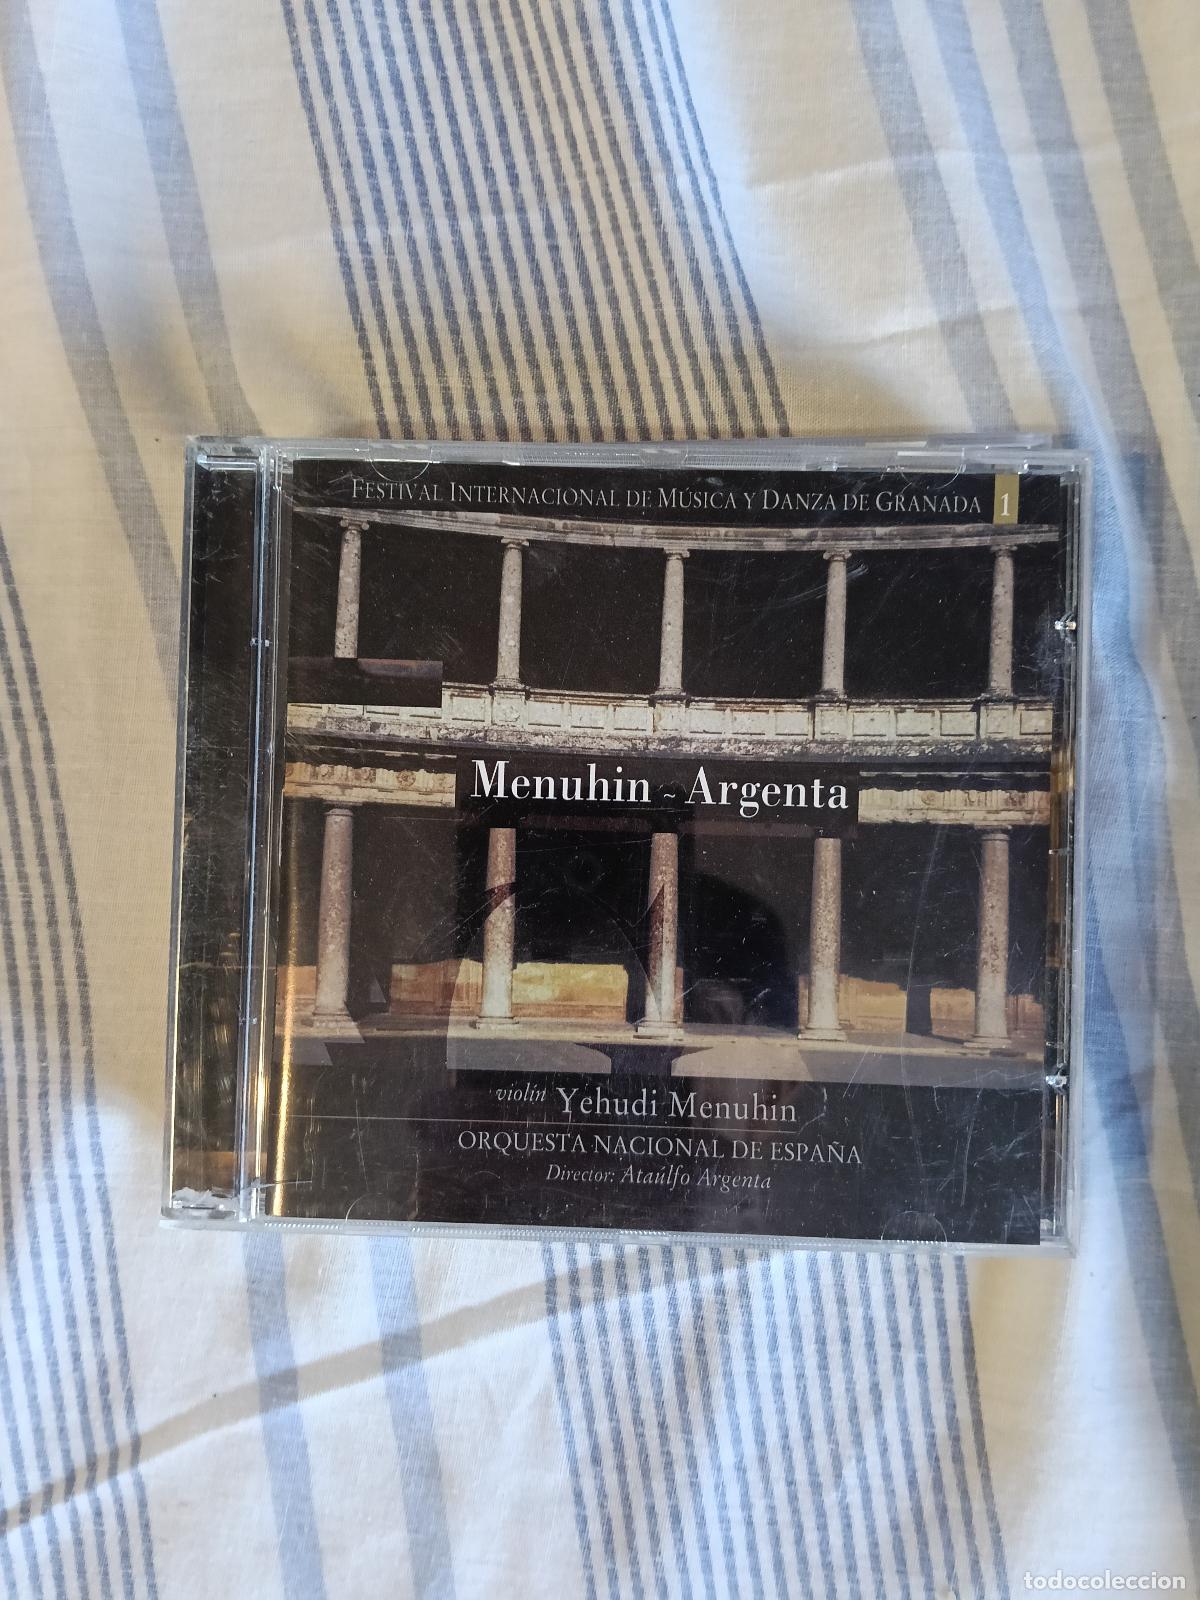 FESTIVAL INTERNACIONAL DE MÚSICA Y DANZA DE GRANADA 1
Menuhin ~ Argenta
violín Yehudi Menuhin
ORQUESTA NACIONAL DE ESPAÑA
Director: Ataúlfo Argenta
todocoleccion